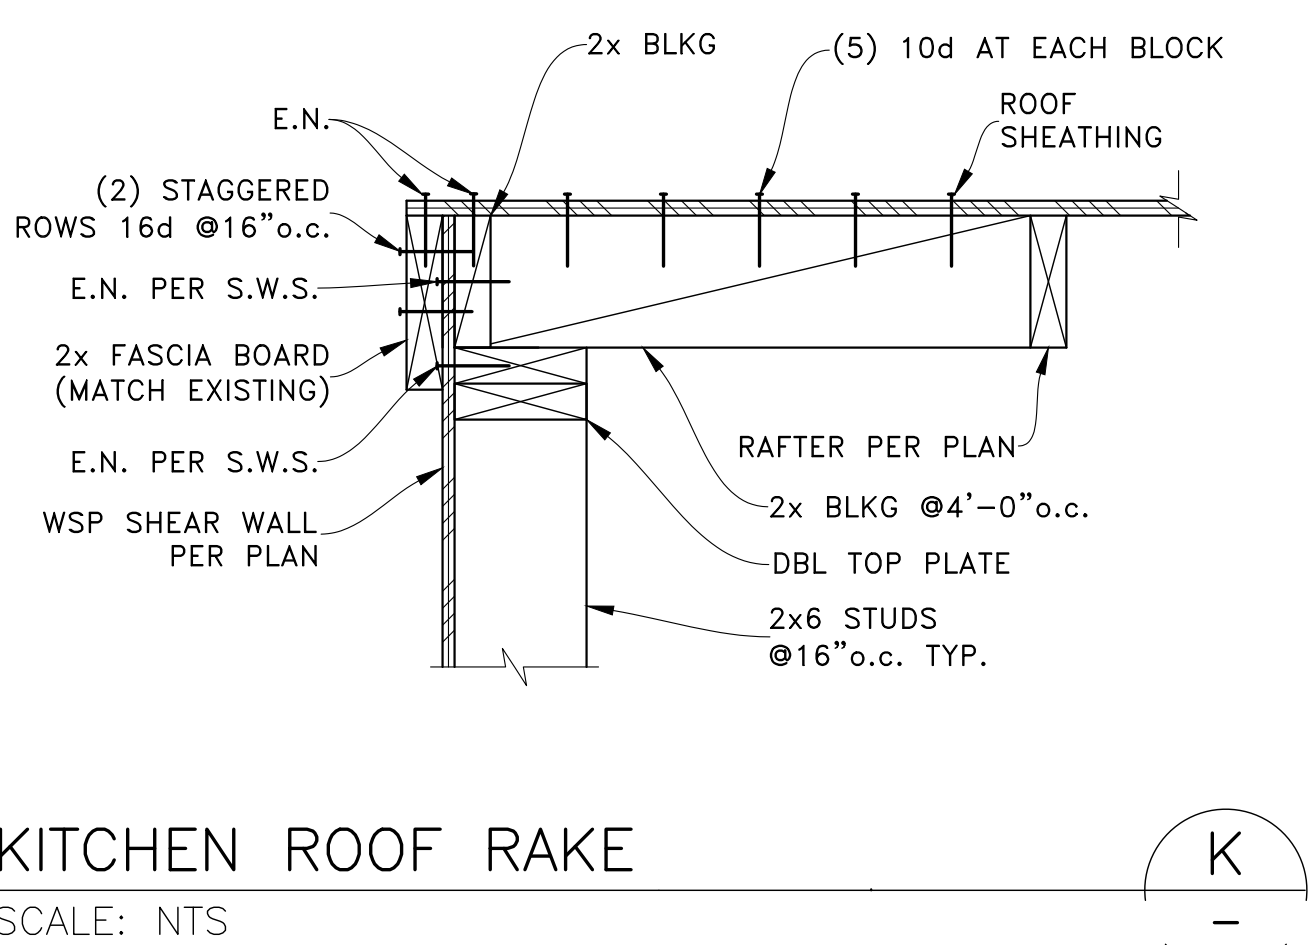 2x BLKG
(5) 10d AT EACH BLOCK
ROOF
SHEATHING
E.N.
(2) STAGGERED
ROWS 16d @16”o.c.
E.N. PER S.W.S.
2x FASCIA BOARD
(MATCH EXISTING)
E.N. PER S.W.S.
WSP SHEAR WALL
PER PLAN
RAFTER PER PLAN
2x BLKG @4’-0”o.c.
DBL TOP PLATE
2x6 STUDS
@16”o.c. TYP.
KITCHEN ROOF RAKE
K
SCALE: NTS
–